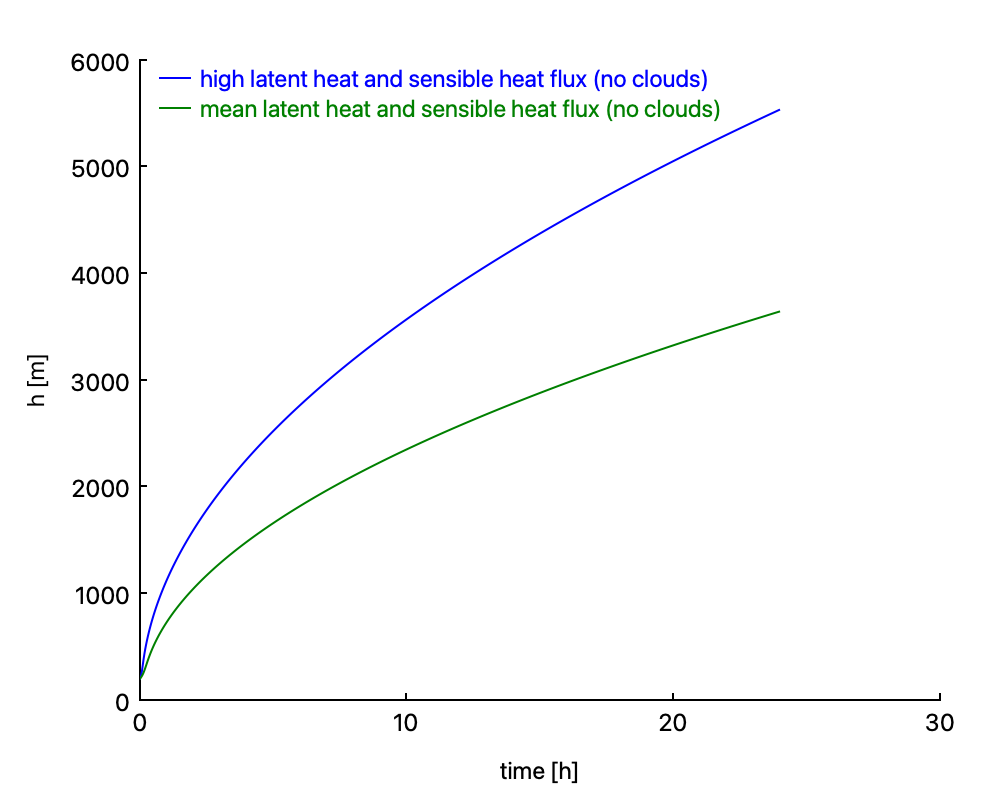 6000
high latent heat and sensible heat flux (no clouds)
mean latent heat and sensible heat flux (no clouds)
5000
4000
3000
h [m]
2000
1000
0
0 10 20 30
time [h]